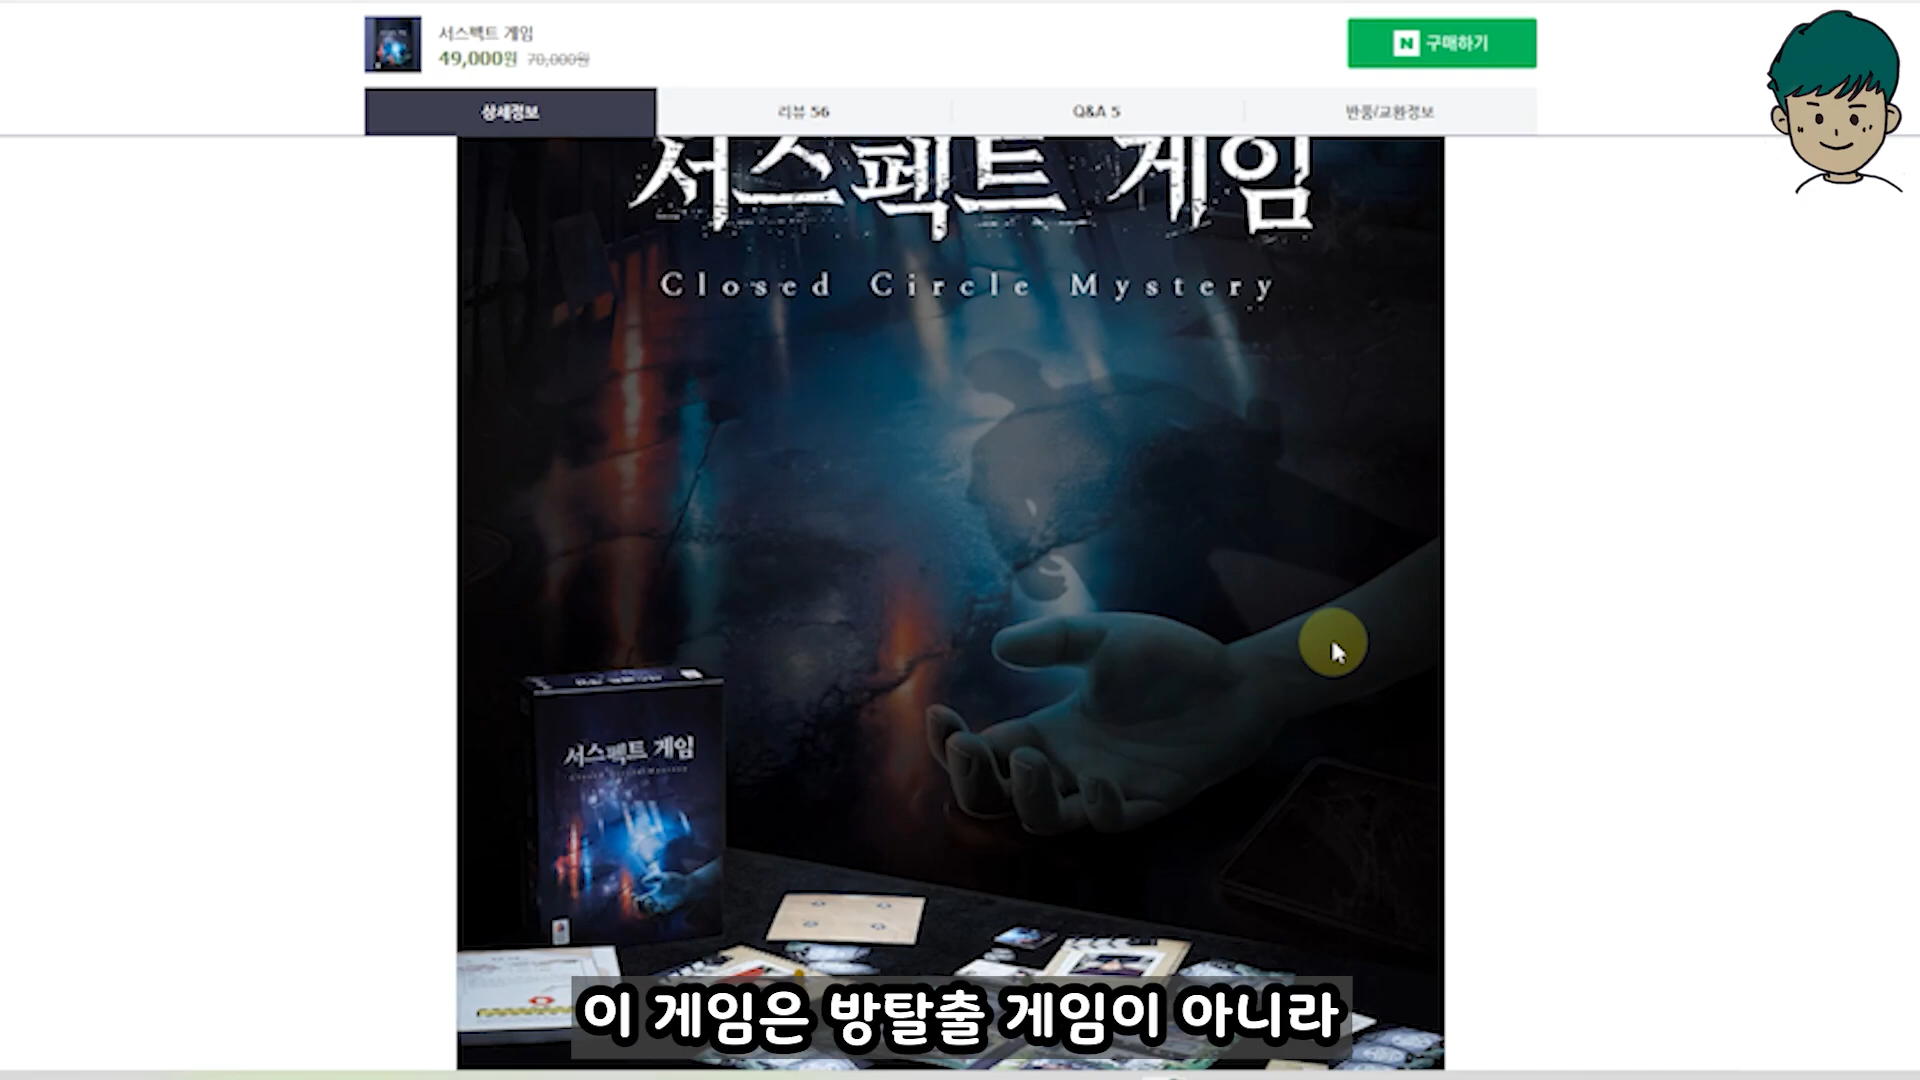 서스펙트 게임
49,000원 70,000원
N 구매하기
상세정보
리뷰 56
Q&A 5
반품/교환정보
서스펙트 게임
Closed Circle Mystery
서스펙트 게임
이 게임은 방탈출 게임이 아니라